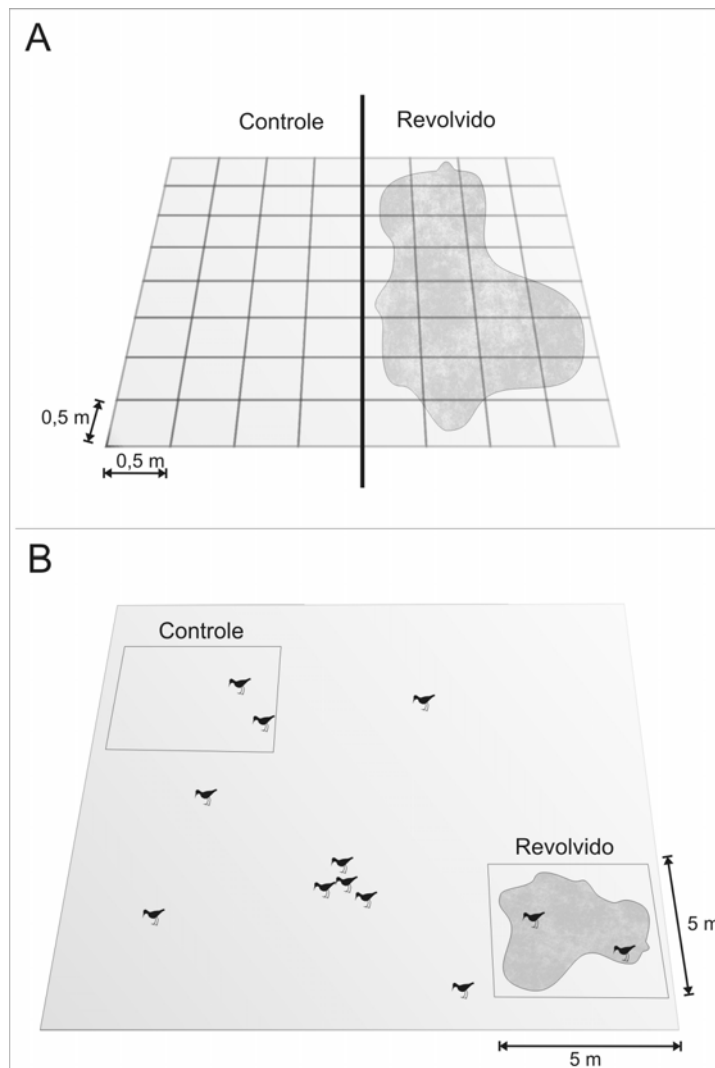 A
Controle Revolvido
0,5 m
0,5 m
B
Controle
Revolvido
5 m
5 m